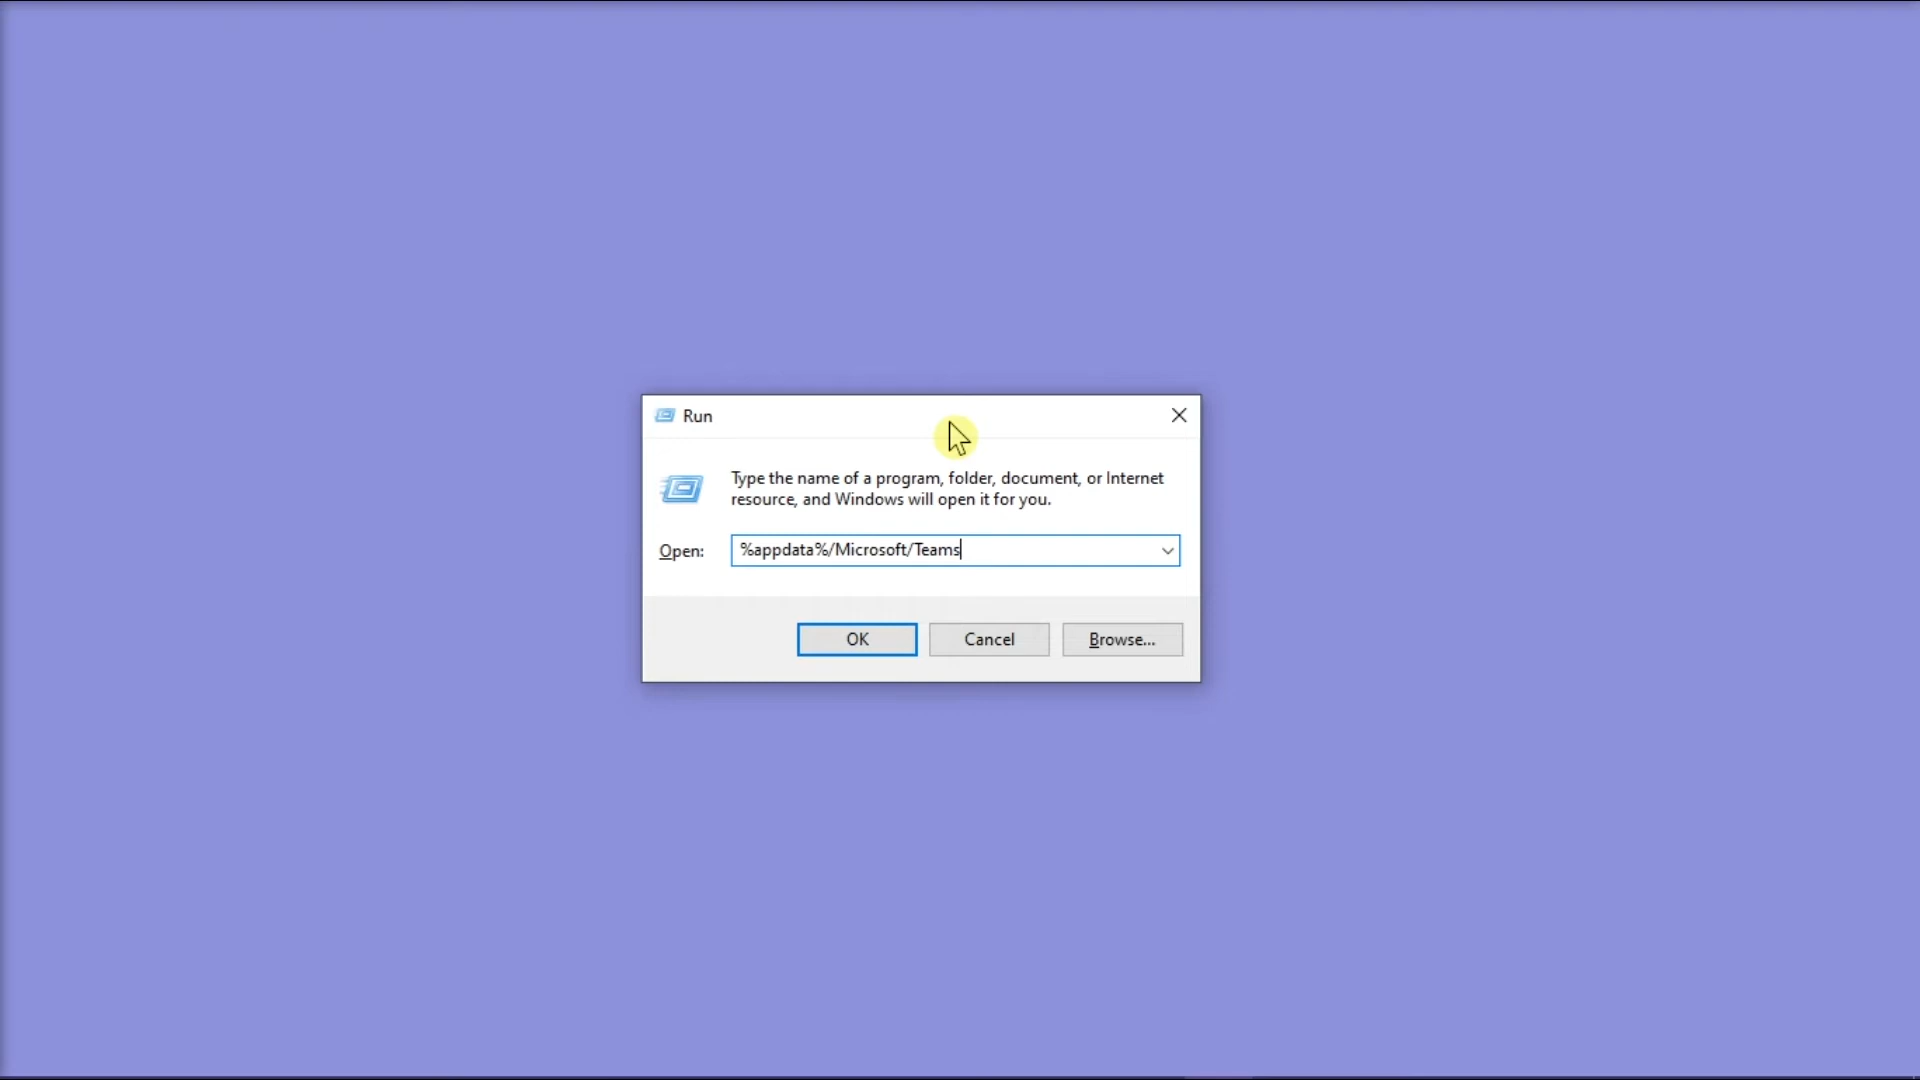 Run
Type the name of a program, folder, document, or Internet
resource, and Windows will open it for you.
Open: %appdata%/Microsoft/Teams
OK Cancel Browse...